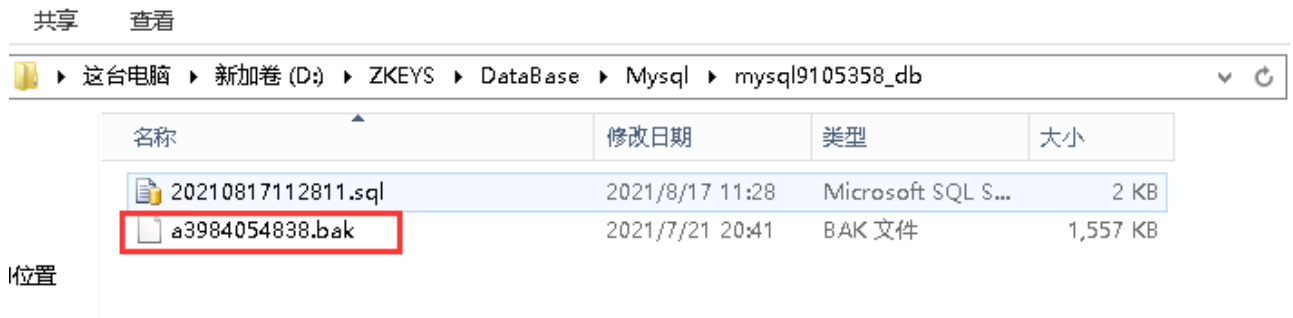 共享 查看
这台电脑 新加卷 (D:) ZKEYS DataBase Mysql mysql9105358_db
名称 修改日期 类型 大小
20210817112811.sql 2021/8/17 11:28 Microsoft SQL S... 2 KB
a3984054838.bak 2021/7/21 20:41 BAK 文件 1,557 KB
位置